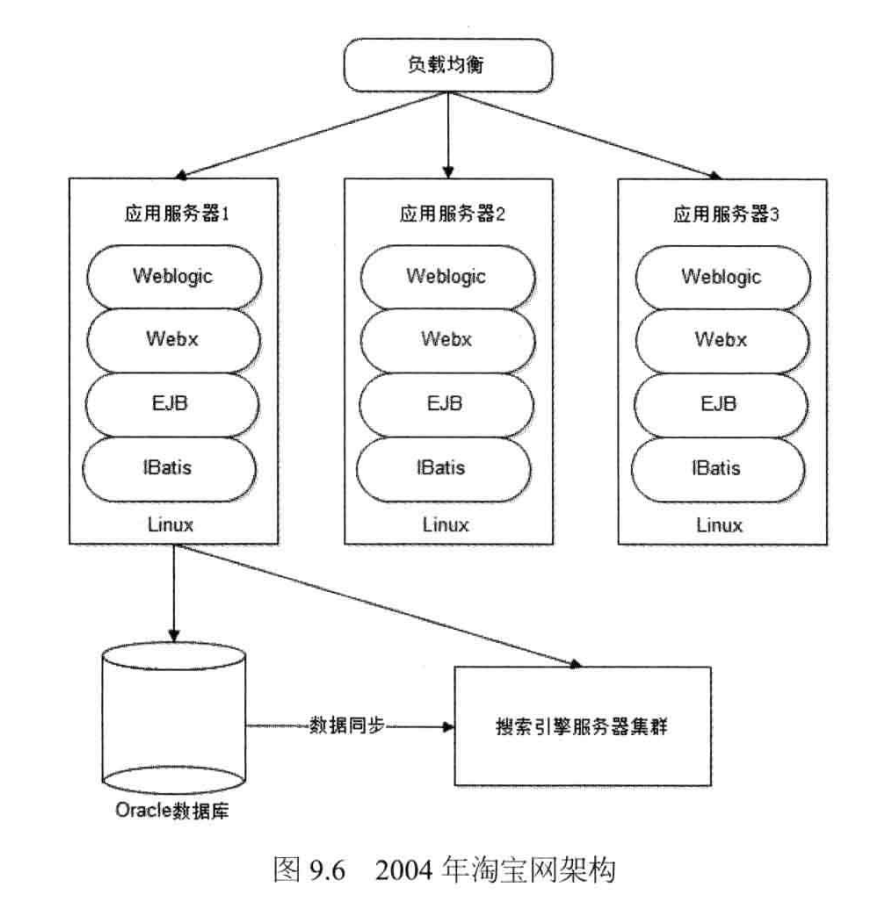 负载均衡
应用服务器1
Weblogic
Webx
EJB
IBatis
Linux
应用服务器2
Weblogic
Webx
EJB
IBatis
Linux
应用服务器3
Weblogic
Webx
EJB
IBatis
Linux
数据同步
搜索引擎服务器集群
Oracle数据库
图 9.6 2004 年淘宝网架构